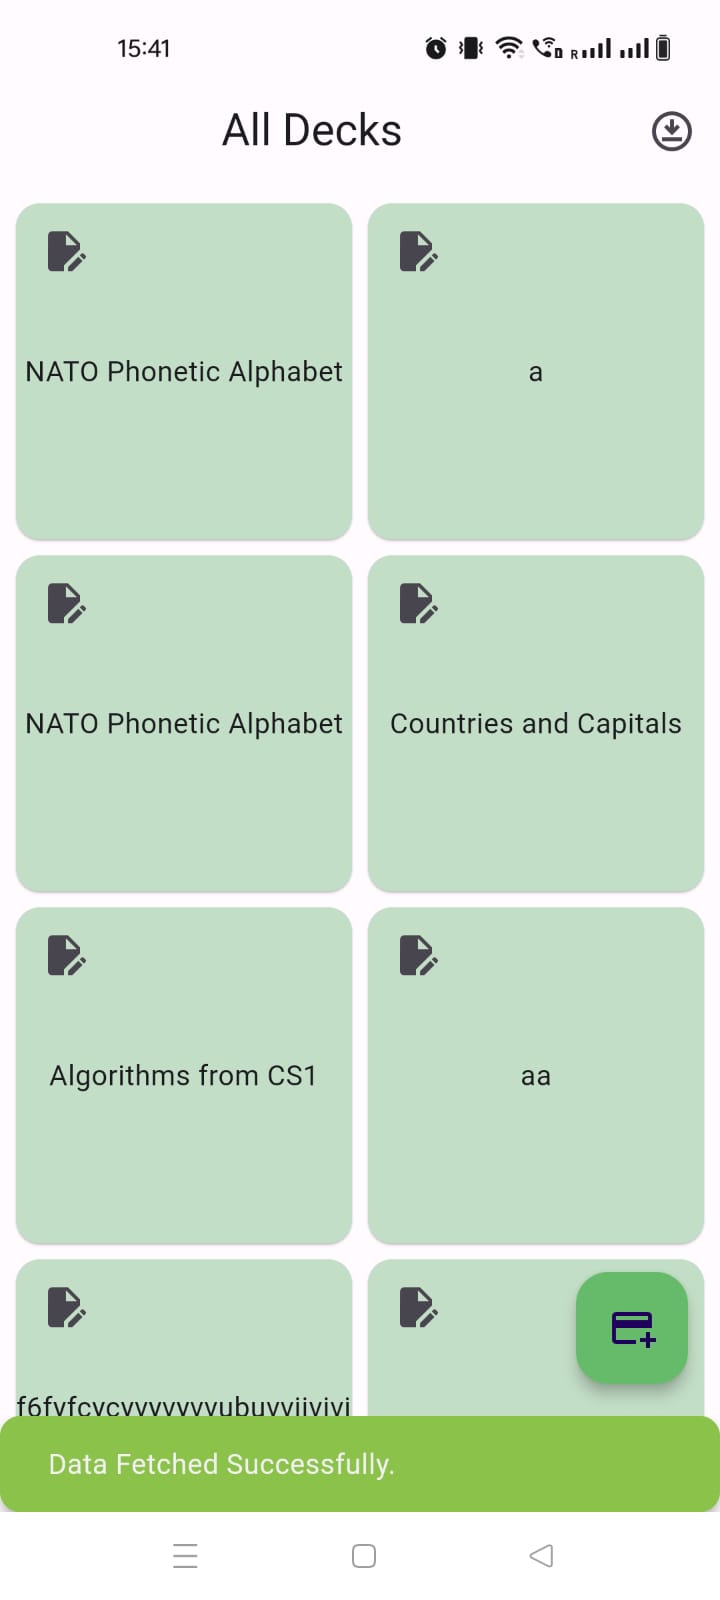 15:41
R
All Decks
NATO Phonetic Alphabet
a
NATO Phonetic Alphabet
Countries and Capitals
Algorithms from CS1
aa
Data Fetched Successfully.